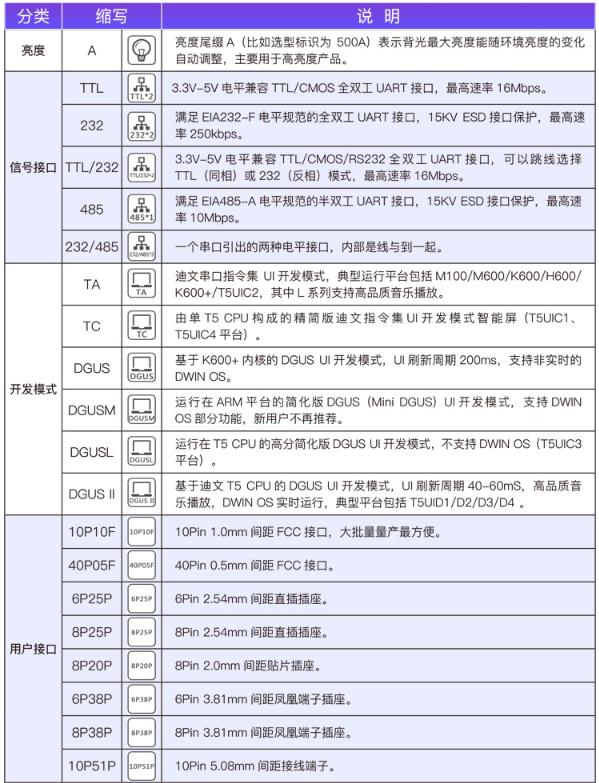 分类 缩写 说 明
亮度 A 亮度尾缀A（比如选型标识为 500A）表示背光最大亮度能随环境亮度的变化
自动调整，主要用于高亮度产品。
信号接口
TTL TTL*2 3.3V-5V 电平兼容 TTL/CMOS 全双工 UART 接口，最高速率 16Mbps。
232 232*2 满足 EIA232-F 电平规范的全双工 UART 接口，15KV ESD 接口保护，最高速
率 250kbps。
TTL/232 TTL/232*2 3.3V-5V 电平兼容 TTL/CMOS/RS232 全双工 UART 接口，可以跳线选择
TTL（同相）或 232（反相）模式，最高速率 16Mbps。
485 485*1 满足 EIA485-A 电平规范的半双工 UART 接口，15KV ESD 接口保护，最高速
率 10Mbps。
232/485 232/485*2 一个串口引出的两种电平接口，内部是线与到一起。
开发模式
TA TA 迪文串口指令集 UI 开发模式，典型运行平台包括 M100/M600/K600/H600/
K600+/T5UIC2，其中 L 系列支持高品质音乐播放。
TC TC 由单 T5 CPU 构成的精简版迪文指令集 UI 开发模式智能屏（T5UIC1、
T5UIC4 平台）。
DGUS DGUS 基于 K600+ 内核的 DGUS UI 开发模式，UI 刷新周期 200ms，支持非实时的
DWIN OS。
DGUSM DGUSM 运行在 ARM 平台的简化版 DGUS（Mini DGUS）UI 开发模式，支持 DWIN
OS 部分功能，新用户不再推荐。
DGUSL DGUSL 运行在 T5 CPU 的高分简化版 DGUS UI 开发模式，不支持 DWIN OS（T5UIC3
平台）。
DGUS II DGUS II 基于迪文 T5 CPU 的 DGUS UI 开发模式，UI 刷新周期 40-60mS，高品质音
乐播放，DWIN OS 实时运行，典型平台包括 T5UID1/D2/D3/D4 。
用户接口
10P10F 10P10F 10Pin 1.0mm 间距 FCC 接口，大批量量产最方便。
40P05F 40P05F 40Pin 0.5mm 间距 FCC 接口。
6P25P 6P25P 6Pin 2.54mm 间距直插插座。
8P25P 8P25P 8Pin 2.54mm 间距直插插座。
8P20P 8P20P 8Pin 2.0mm 间距贴片插座。
6P38P 6P38P 6Pin 3.81mm 间距凤凰端子插座。
8P38P 8P38P 8Pin 3.81mm 间距凤凰端子插座。
10P51P 10P51P 10Pin 5.08mm 间距接线端子。